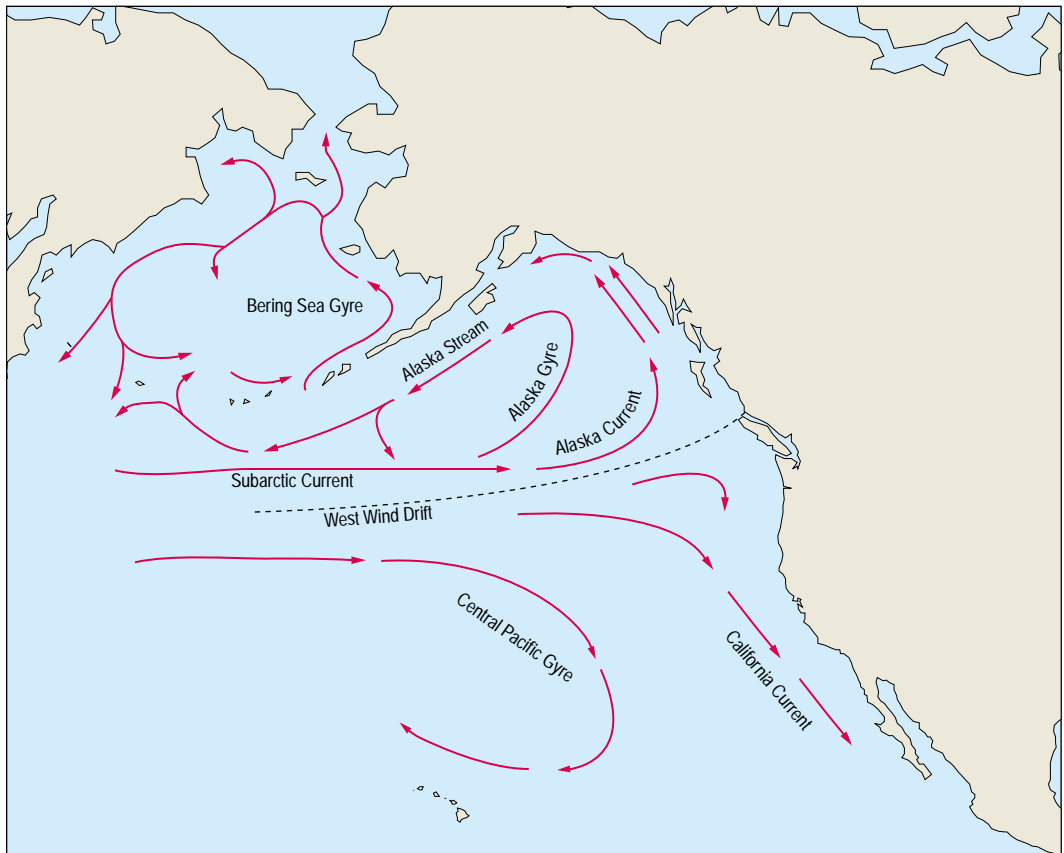 Bering Sea Gyre
Alaska Stream
Alaska Gyre
Alaska Current
Subarctic Current
West Wind Drift
Central Pacific Gyre
California Current